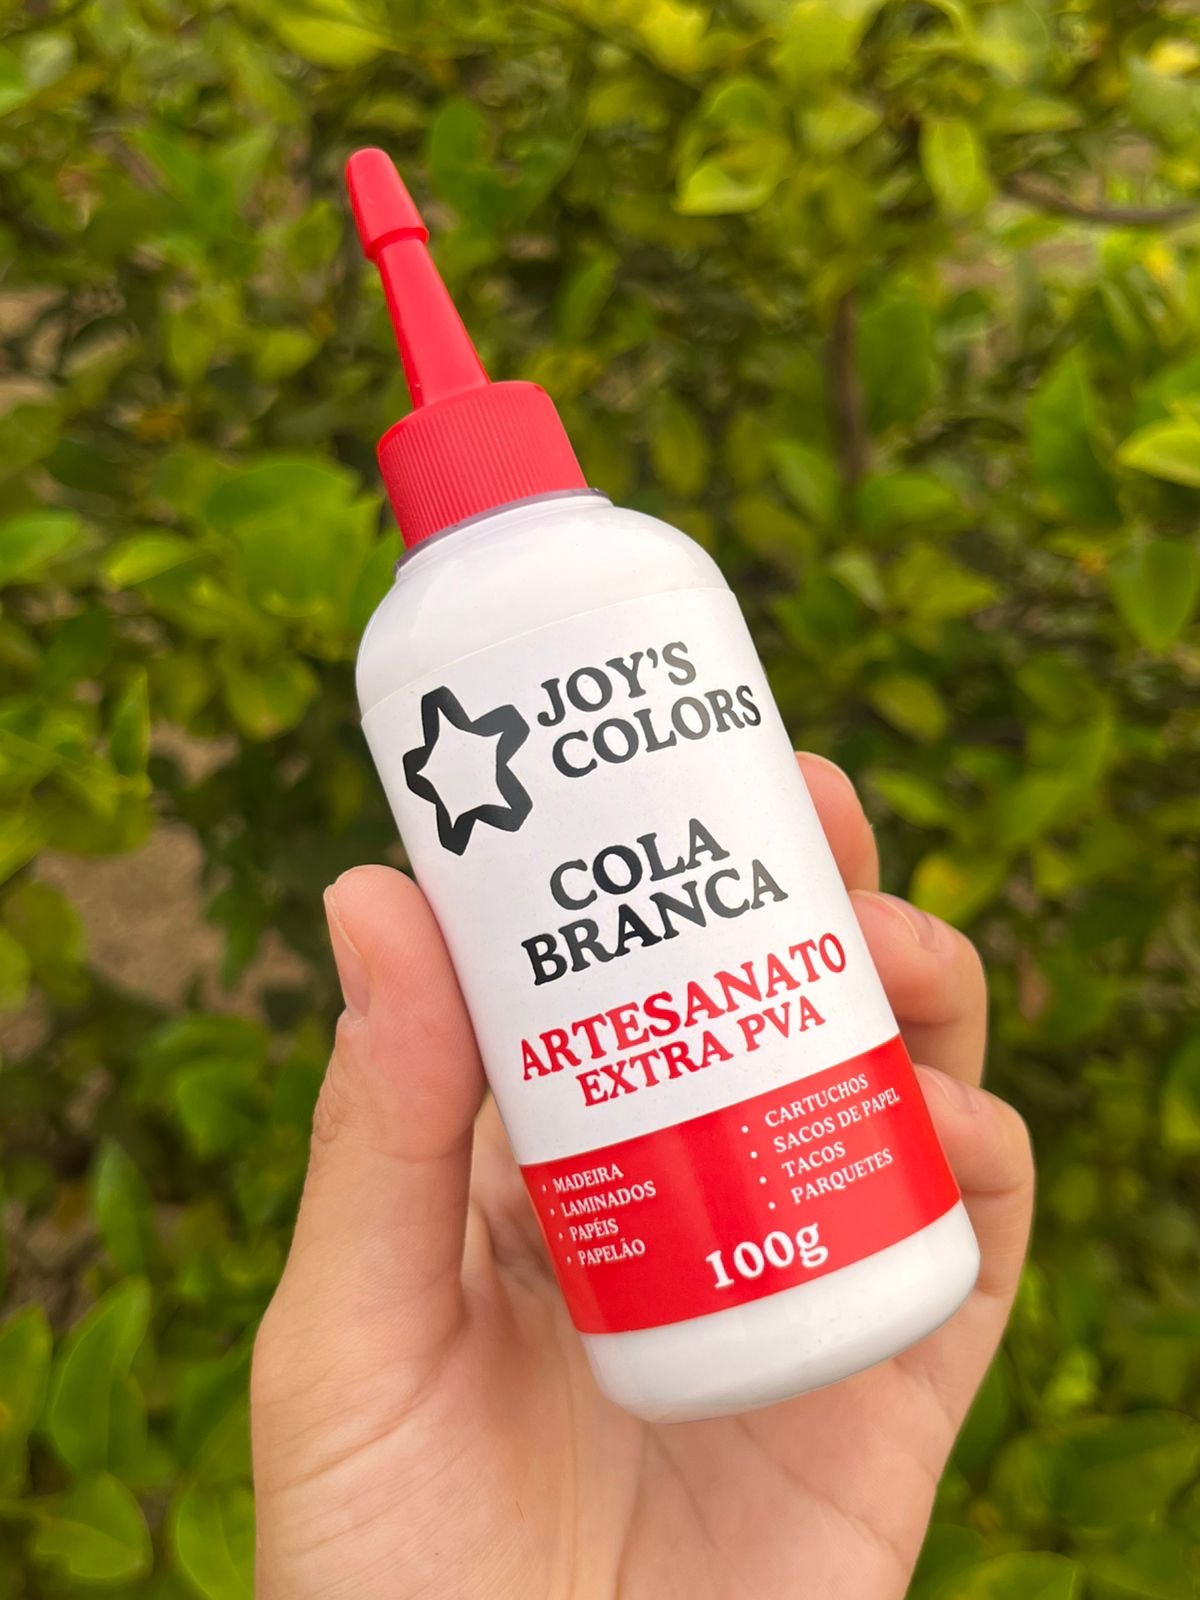 JOY'S
COLORS
COLA
BRANCA
ARTESANATO
EXTRA PVA
• MADEIRA
• LAMINADOS
• PAPÉIS
• PAPELÃO
• CARTUCHOS
• SACOS DE PAPEL
• TACOS
• PARQUETES
100g